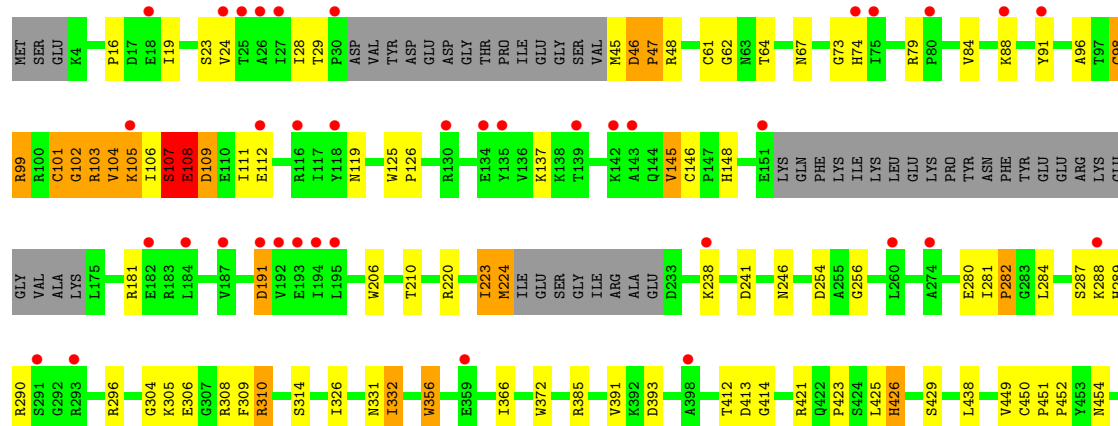 MET SER GLU K4 P16 D17 E18 I19 S23 V24 T25 A26 I27 I28 T29 P30 ASP VAL TYR ASP GLU ASP GLY THR PRO ILE GLU GLY SER VAL M45 D46 P47 R48 C61 G62 N63 T64 N67 G73 H74 I75 R79 P80 V84 K88 Y91 A96 T97
R99 R100 C101 G102 R103 V104 K105 I106 S107 E108 D109 E110 I111 E112 R116 I117 Y118 N119 W125 P126 R130 E134 Y135 V136 K137 K138 T139 K142 A143 Q144 V145 C146 P147 H148 E151 LYS GLN PHE LYS ILE LYS LEU GLU LYS PRO TYR ASN PHE TYR GLU GLU ARG LYS
GLY VAL ALA LYS L175 R181 E182 R183 L184 V187 D191 V192 E193 I194 L195 W206 T210 R220 I223 M224 ILE GLU SER GLY ILE ARG ALA GLU D233 K238 D241 N246 D254 A255 G256 L260 A274 E280 I281 P282 G283 L284 S287 K288 H289
R290 S291 G292 R293 R296 G304 K305 E306 G307 R308 F309 R310 S314 I326 N331 I332 W356 E359 I366 W372 R385 V391 K392 D393 A398 T412 D413 G414 R421 Q422 P423 S424 L425 H426 S429 L438 V449 C450 P451 P452 Y453 N454